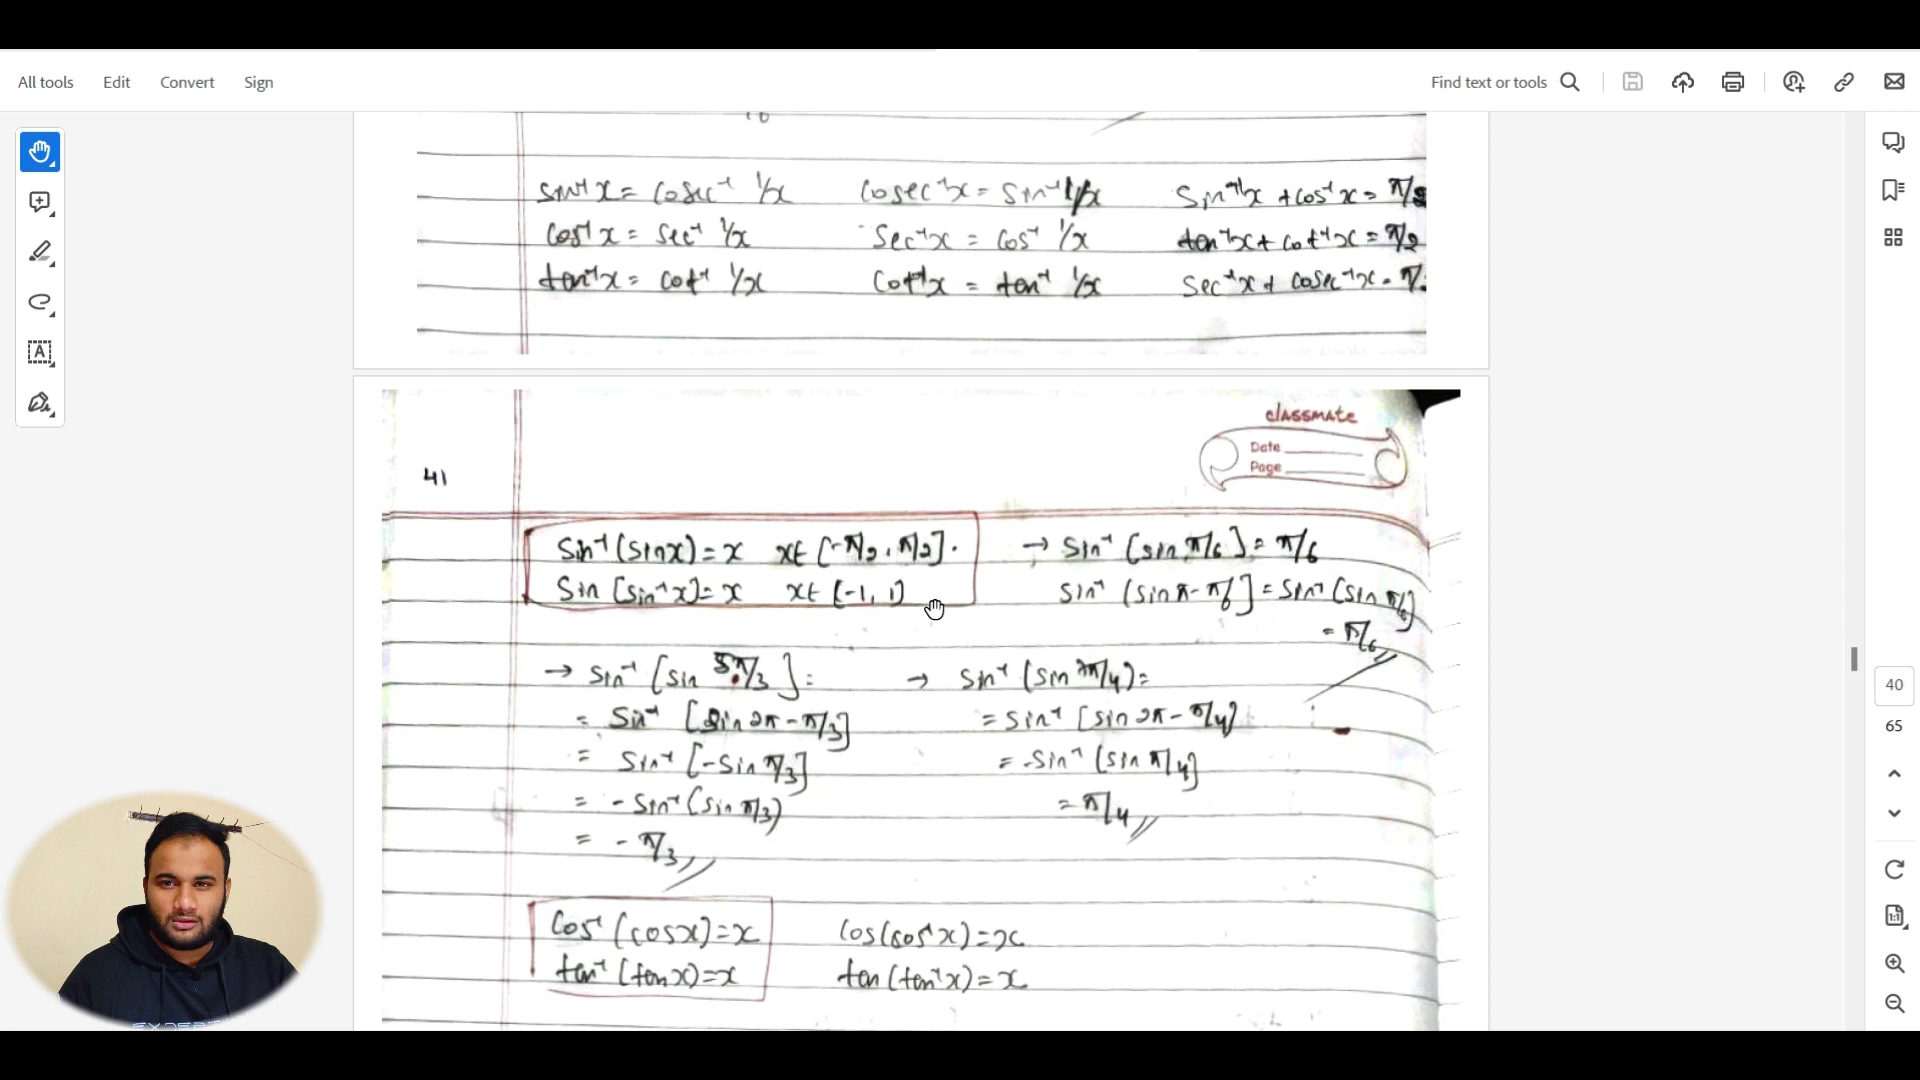 All tools Edit Convert Sign Find text or tools
sin⁻¹x = cosec⁻¹ 1/x cosec⁻¹x = sin⁻¹ 1/x sin⁻¹x + cos⁻¹x = π/2
cos⁻¹x = sec⁻¹ 1/x sec⁻¹x = cos⁻¹ 1/x tan⁻¹x + cot⁻¹x = π/2
tan⁻¹x = cot⁻¹ 1/x cot⁻¹x = tan⁻¹ 1/x sec⁻¹x + cosec⁻¹x = π/
classmate
Date
Page
41
sin⁻¹(sinx) = x x∈[-π/2, π/2]. → sin⁻¹[sin π/6] = π/6
sin[sin⁻¹x] = x x∈[-1, 1] sin⁻¹[sin π - π/6] = sin⁻¹(sin π/6]
= π/6
→ sin⁻¹[sin 5π/3] = → sin⁻¹(sin 7π/4) =
= sin⁻¹[sin 2π - π/3] = sin⁻¹[sin 2π - π/4]
= sin⁻¹[-sin π/3] = -sin⁻¹(sin π/4]
= -sin⁻¹(sin π/3) = π/4
= -π/3
cos⁻¹(cosx) = x cos(cos⁻¹x) = x
tan⁻¹(tanx) = x tan(tan⁻¹x) = x
40
65